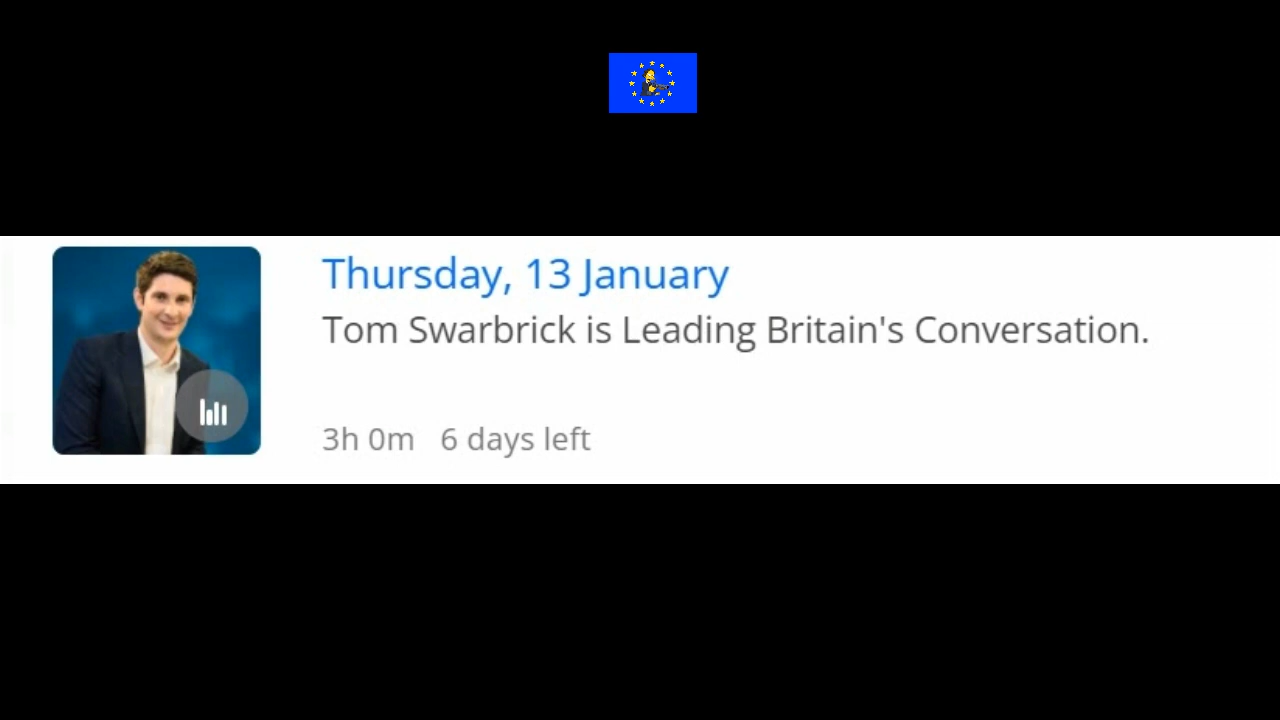 Thursday, 13 January
Tom Swarbrick is Leading Britain's Conversation.
3h 0m 6 days left